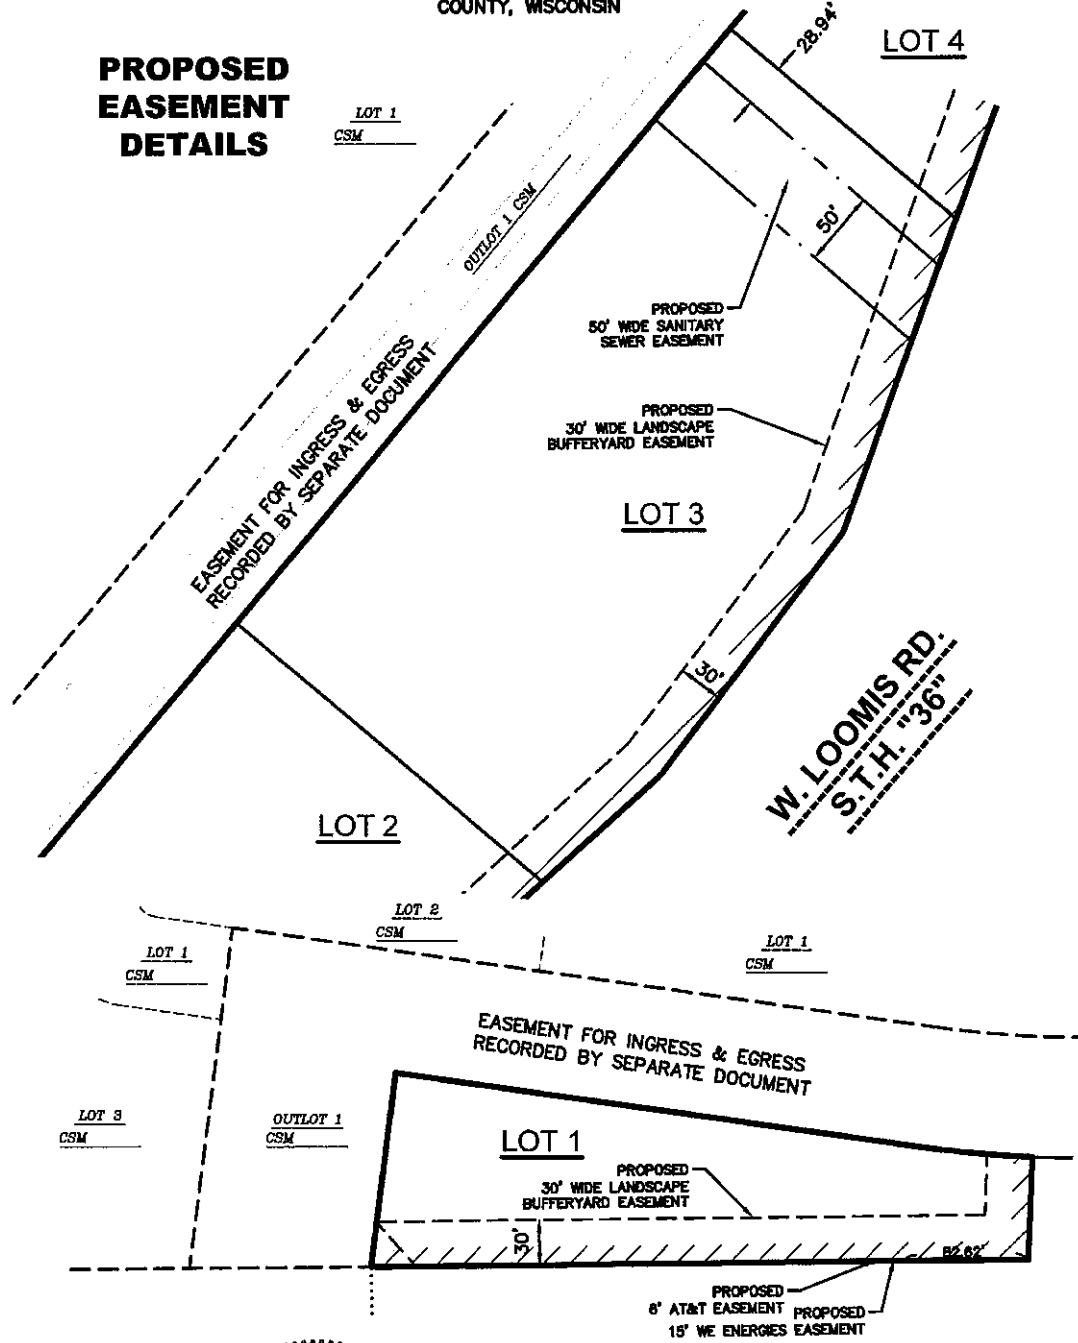 COUNTY, WISCONSIN
PROPOSED
EASEMENT
DETAILS
LOT 1
CSM
28.94'
LOT 4
OUTLOT 1 CSM
50'
PROPOSED
50' WIDE SANITARY
SEWER EASEMENT
EASEMENT FOR INGRESS & EGRESS
RECORDED BY SEPARATE DOCUMENT
PROPOSED
30' WIDE LANDSCAPE
BUFFERYARD EASEMENT
LOT 3
30'
W. LOOMIS RD.
S.T.H. "36"
LOT 2
LOT 2
CSM
LOT 1
CSM
LOT 1
CSM
EASEMENT FOR INGRESS & EGRESS
RECORDED BY SEPARATE DOCUMENT
LOT 3
CSM
OUTLOT 1
CSM
LOT 1
PROPOSED
30' WIDE LANDSCAPE
BUFFERYARD EASEMENT
30'
82.62'
PROPOSED
6' AT&T EASEMENT
PROPOSED
15' WE ENERGIES EASEMENT